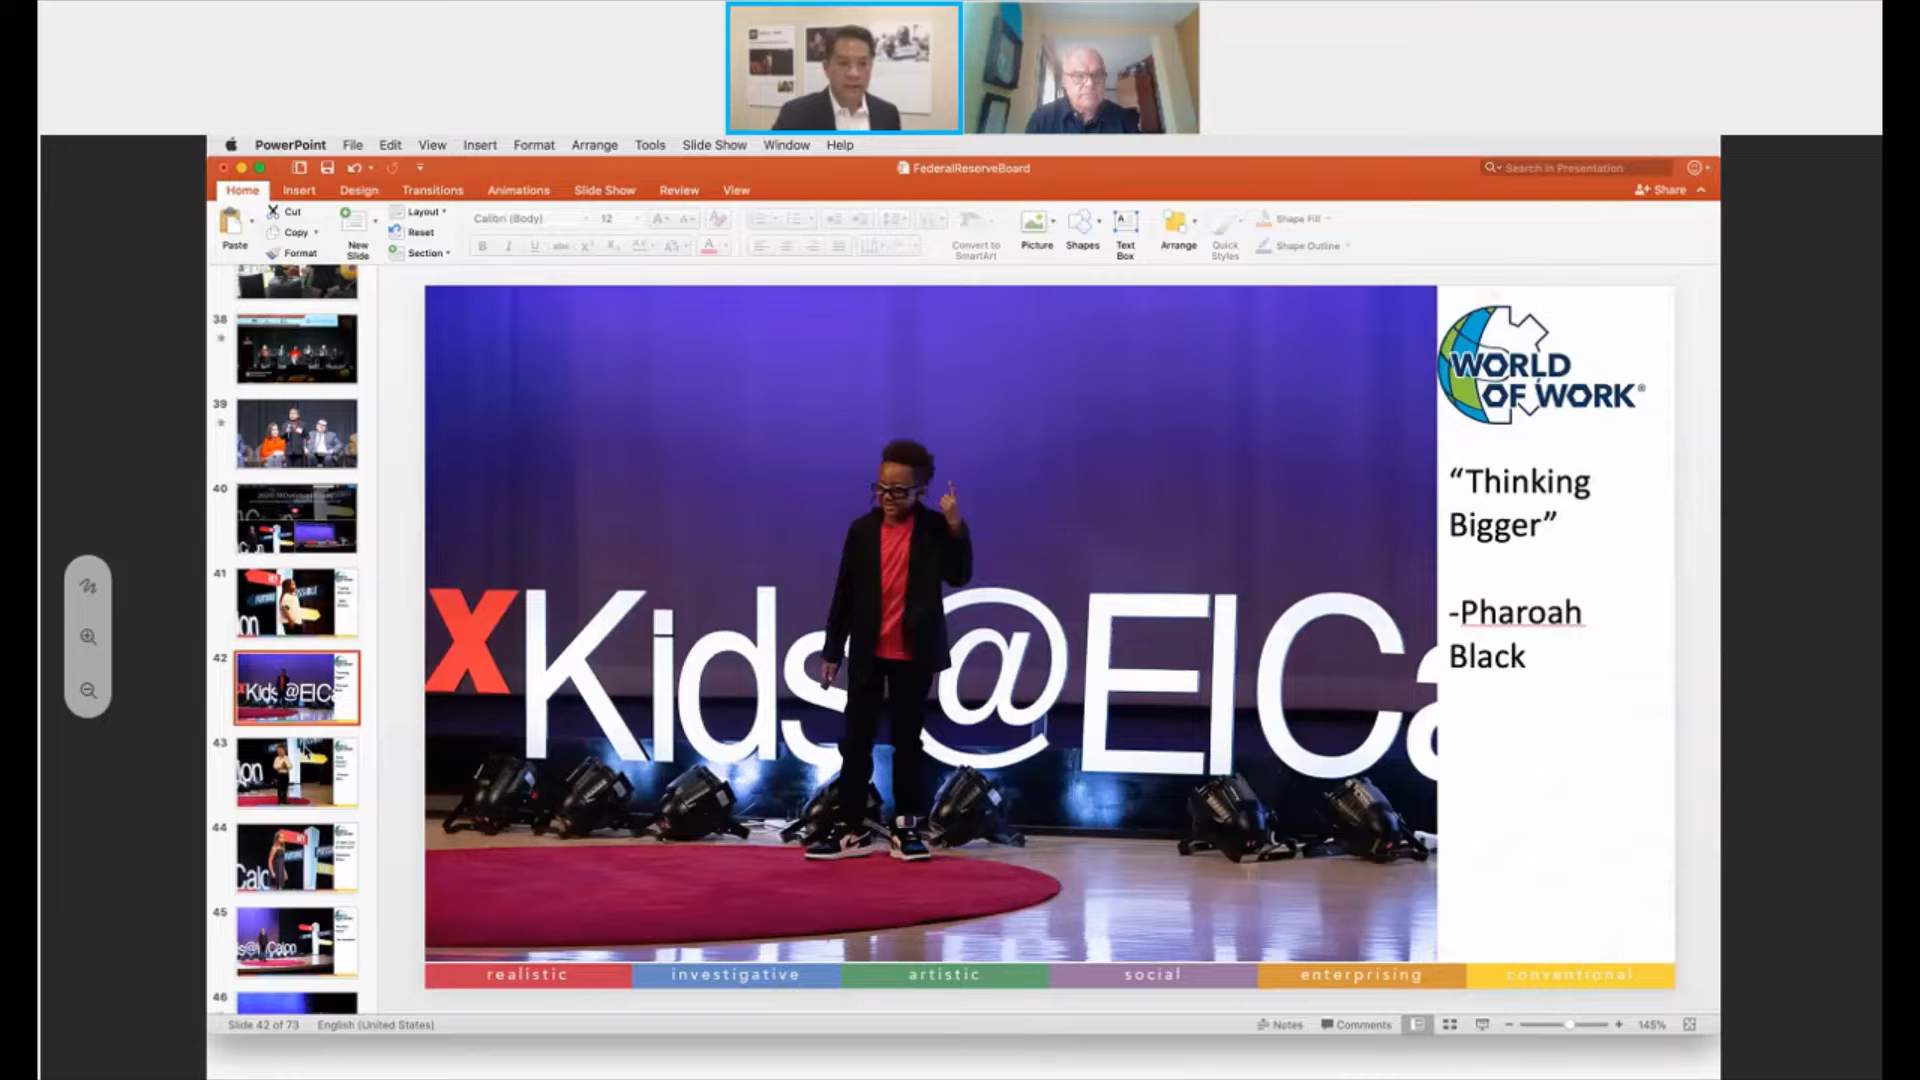 PowerPoint File Edit View Insert Format Arrange Tools Slide Show Window Help
FederalReserveBoard
Search in Presentation
Home Insert Design Transitions Animations Slide Show Review View
Share
Paste
Cut
Copy
Format
New
Slide
Layout
Reset
Section
Calibri (Body) 12
Convert to
SmartArt
Picture
Shapes
Text
Box
Arrange
Quick
Styles
Shape Fill
Shape Outline
38
39
40
41
42
43
44
45
46
xKids@ElCa
WORLD
OF WORK®
“Thinking
Bigger”
-Pharoah
Black
realistic investigative artistic social enterprising conventional
Slide 42 of 73 English (United States)
Notes Comments 145%